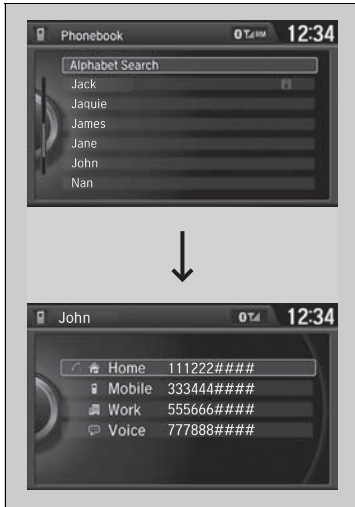 Phonebook 12:34
Alphabet Search
Jack
Jaquie
James
Jane
John
Nan
John 12:34
Home 111222####
Mobile 333444####
Work 555666####
Voice 777888####